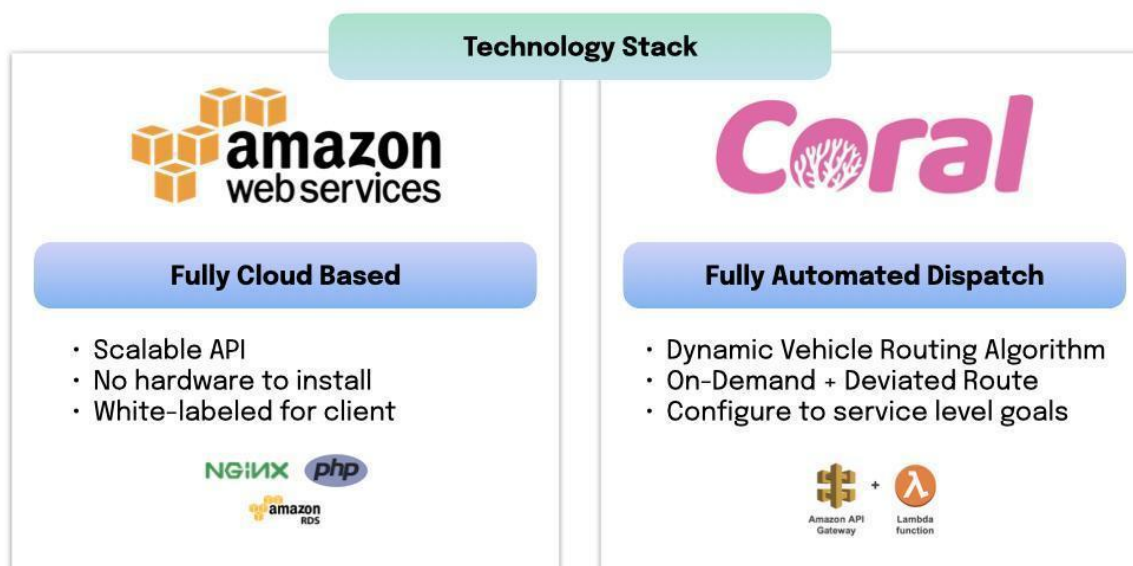 Technology Stack
amazon
web services
Fully Cloud Based
· Scalable API
· No hardware to install
· White-labeled for client
NGINX php
amazon
RDS
Coral
Fully Automated Dispatch
· Dynamic Vehicle Routing Algorithm
· On-Demand + Deviated Route
· Configure to service level goals
+ λ
Amazon API Lambda
Gateway function